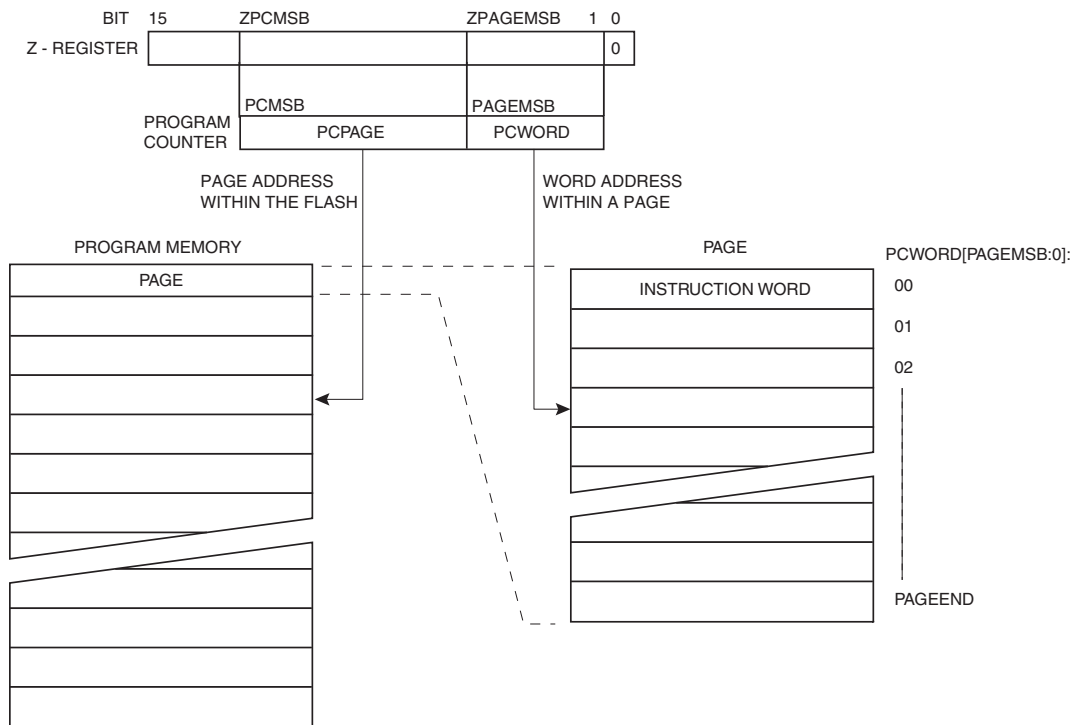 BIT 15 ZPCMSB ZPAGEMSB 1 0
Z - REGISTER 0
PCMSB PAGEMSB
PROGRAM
COUNTER
PCPAGE PCWORD
PAGE ADDRESS
WITHIN THE FLASH
WORD ADDRESS
WITHIN A PAGE
PROGRAM MEMORY
PAGE
PAGE
PCWORD[PAGEMSB:0]:
INSTRUCTION WORD
00
01
02
PAGEEND